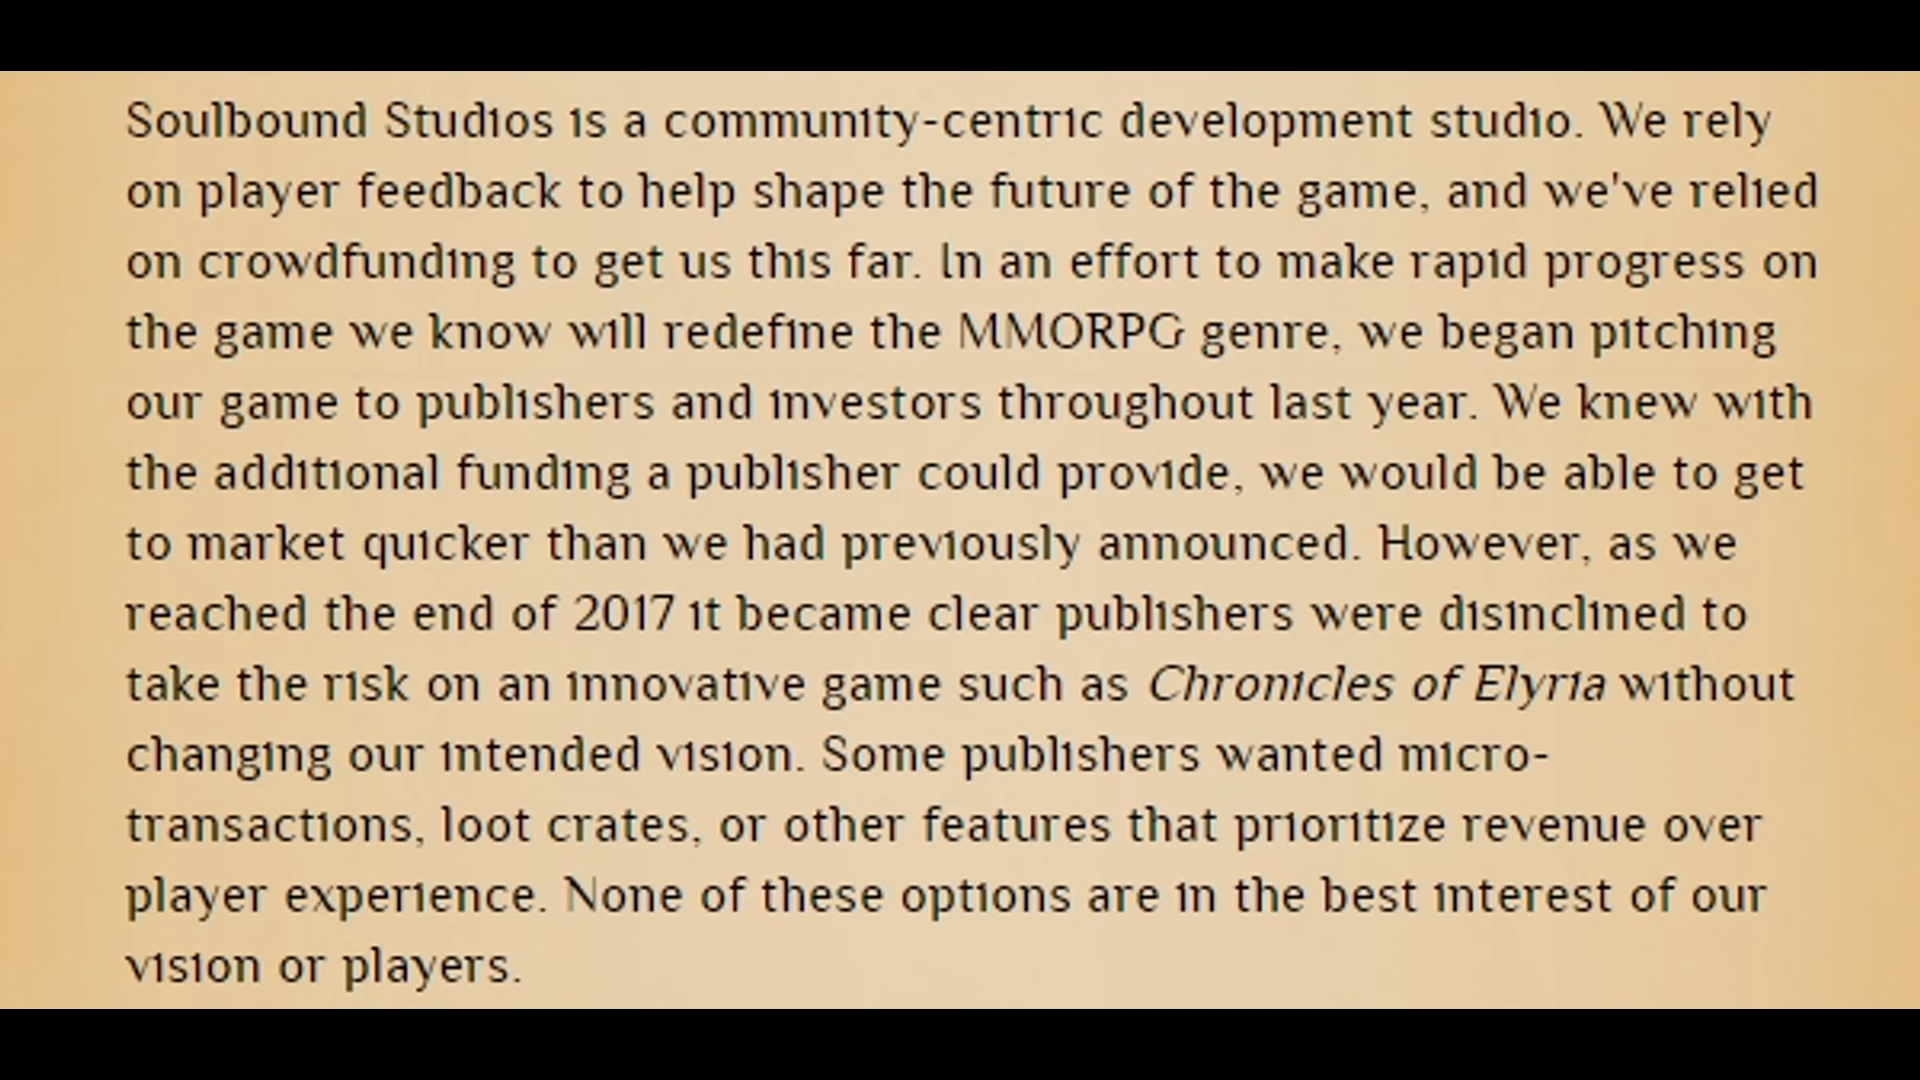 Soulbound Studios is a community-centric development studio. We rely
on player feedback to help shape the future of the game, and we've relied
on crowdfunding to get us this far. In an effort to make rapid progress on
the game we know will redefine the MMORPG genre, we began pitching
our game to publishers and investors throughout last year. We knew with
the additional funding a publisher could provide, we would be able to get
to market quicker than we had previously announced. However, as we
reached the end of 2017 it became clear publishers were disinclined to
take the risk on an innovative game such as Chronicles of Elyria without
changing our intended vision. Some publishers wanted micro-
transactions, loot crates, or other features that prioritize revenue over
player experience. None of these options are in the best interest of our
vision or players.